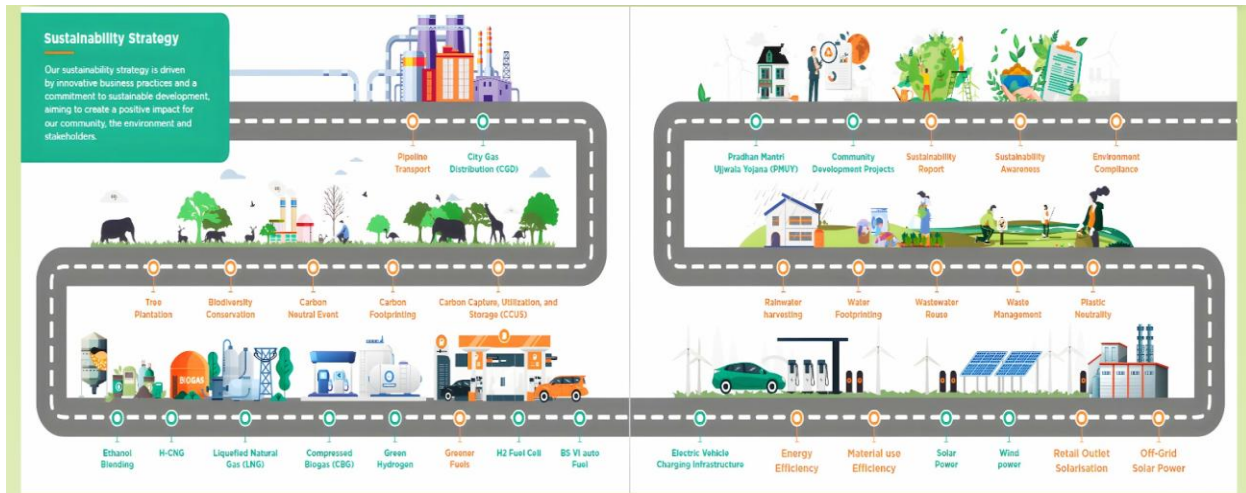 Sustainability Strategy
Our sustainability strategy is driven
by innovative business practices and a
commitment to sustainable development,
aiming to create a positive impact for
our community, the environment and
stakeholders.
Pipeline
Transport
City Gas
Distribution (CGD)
Tree
Plantation
Biodiversity
Conservation
Carbon
Neutral Event
Carbon
Footprinting
Carbon Capture, Utilization, and
Storage (CCUS)
BIOGAS
Ethanol
Blending
H-CNG
Liquefied Natural
Gas (LNG)
Compressed
Biogas (CBG)
Green
Hydrogen
Greener
Fuels
H2 Fuel Cell
BS VI auto
Fuel
Electric Vehicle
Charging Infrastructure
Energy
Efficiency
Material use
Efficiency
Solar
Power
Wind
power
Retail Outlet
Solarisation
Off-Grid
Solar Power
Rainwater
harvesting
Water
Footprinting
Wastewater
Reuse
Waste
Management
Plastic
Neutrality
Pradhan Mantri
Ujjwala Yojana (PMUY)
Community
Development Projects
Sustainability
Report
Sustainability
Awareness
Environment
Compliance